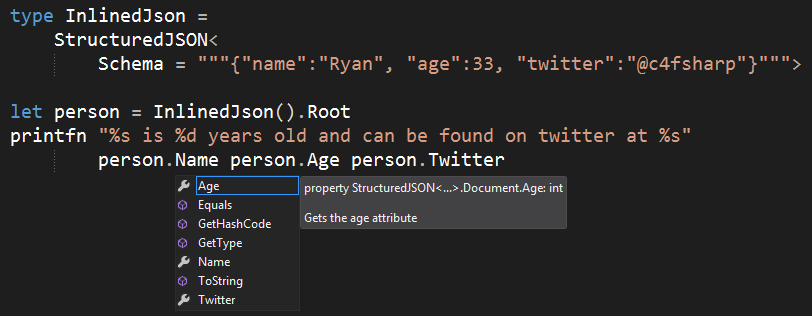 type InlinedJson =
    StructuredJSON<
        Schema = """{"name":"Ryan", "age":33, "twitter":"@c4fsharp"}""">
let person = InlinedJson().Root
printfn "%s is %d years old and can be found on twitter at %s"
        person.Name person.Age person.Twitter
Age
Equals
GetHashCode
GetType
Name
ToString
Twitter
property StructuredJSON<...>.Document.Age: int
Gets the age attribute